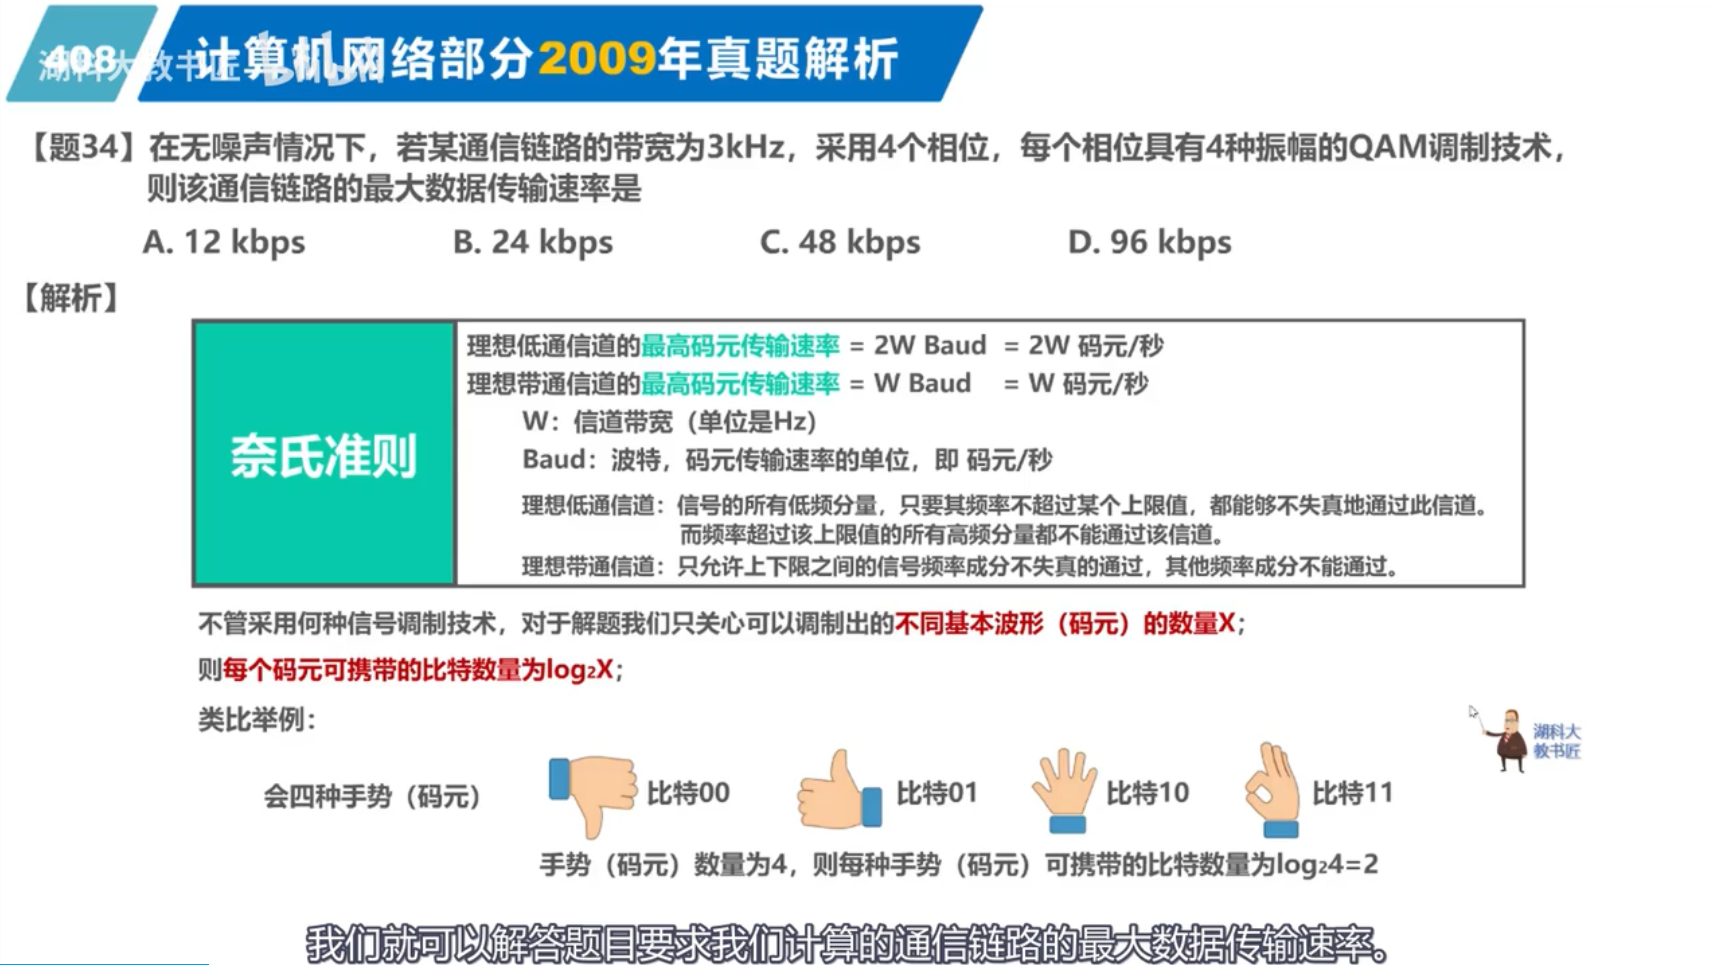 408
湖科大教书匠 bilibili
计算机网络部分2009年真题解析
【题34】在无噪声情况下，若某通信链路的带宽为3kHz，采用4个相位，每个相位具有4种振幅的QAM调制技术，
则该通信链路的最大数据传输速率是
A. 12 kbps B. 24 kbps C. 48 kbps D. 96 kbps
【解析】
奈氏准则
理想低通信道的最高码元传输速率 = 2W Baud = 2W 码元/秒
理想带通信道的最高码元传输速率 = W Baud = W 码元/秒
W：信道带宽（单位是Hz）
Baud：波特，码元传输速率的单位，即 码元/秒
理想低通信道：信号的所有低频分量，只要其频率不超过某个上限值，都能够不失真地通过此信道。
而频率超过该上限值的所有高频分量都不能通过该信道。
理想带通信道：只允许上下限之间的信号频率成分不失真的通过，其他频率成分不能通过。
不管采用何种信号调制技术，对于解题我们只关心可以调制出的不同基本波形（码元）的数量X；
则每个码元可携带的比特数量为log₂X；
类比举例：
湖科大
教书匠
会四种手势（码元） 比特00 比特01 比特10 比特11
手势（码元）数量为4，则每种手势（码元）可携带的比特数量为log₂4=2
我们就可以解答题目要求我们计算的通信链路的最大数据传输速率。